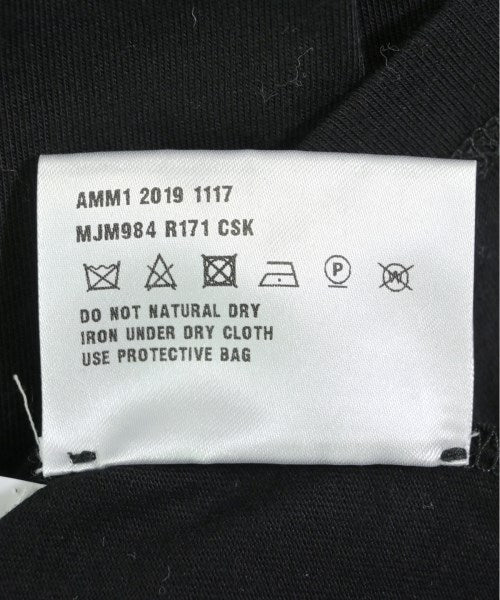 AMM1 2019 1117
MJM984 R171 CSK
P W
DO NOT NATURAL DRY
IRON UNDER DRY CLOTH
USE PROTECTIVE BAG